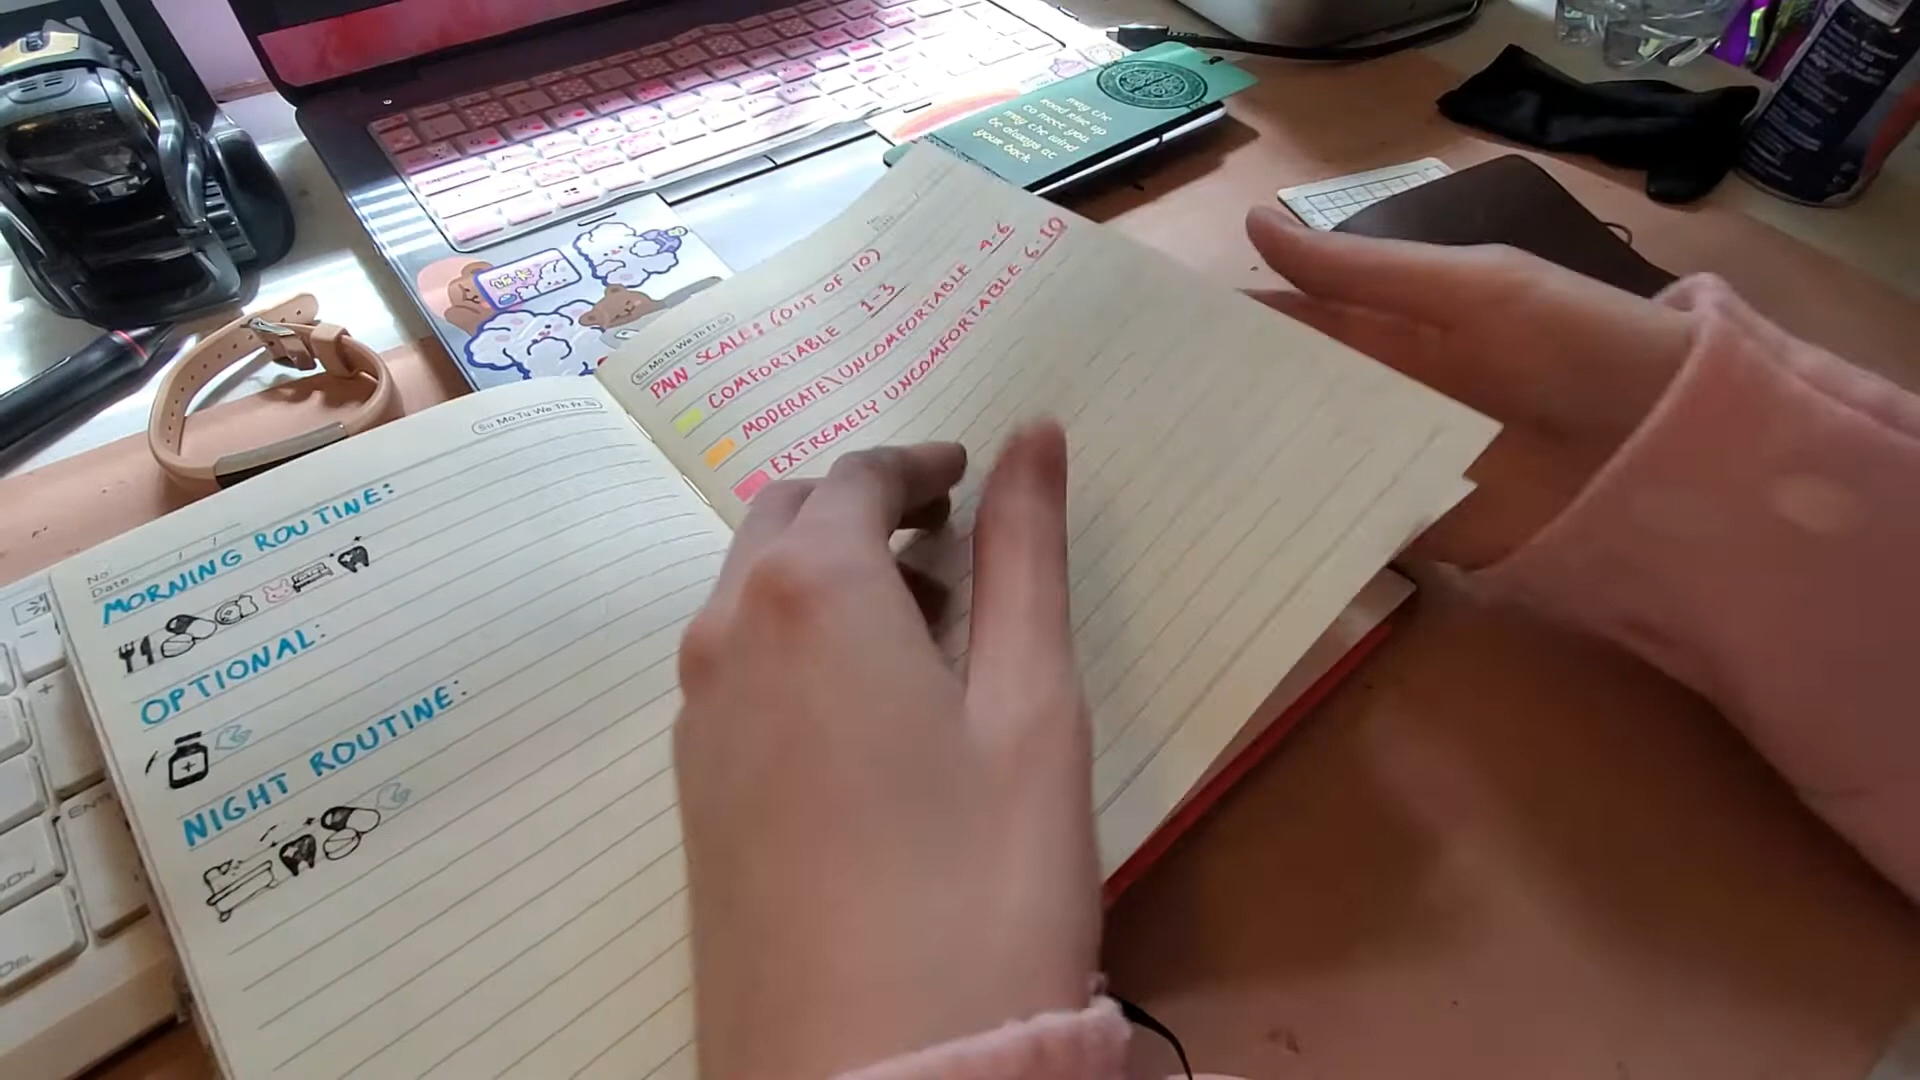 Su Mo Tu We Th Fr Sa
No.
Date
MORNING ROUTINE:
OPTIONAL:
NIGHT ROUTINE:
Su Mo Tu We Th Fr Sa
PAIN SCALE: (OUT OF 10)
COMFORTABLE 1-3
MODERATE\UNCOMFORTABLE 4-6
EXTREMELY UNCOMFORTABLE 6-10
may the
road rise up
to meet you
may the wind
be always at
your back.
DEL